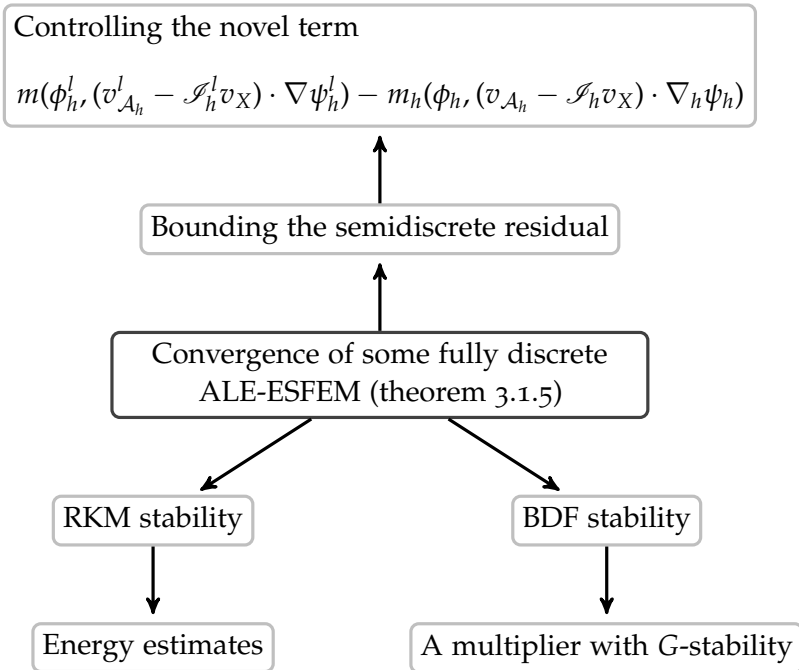 Controlling the novel term
m(ϕ_h^l, (v_{𝒜_h}^l − ℐ_h^l v_X) · ∇ψ_h^l) − m_h(ϕ_h, (v_{𝒜_h} − ℐ_h v_X) · ∇_h ψ_h)
Bounding the semidiscrete residual
Convergence of some fully discrete
ALE-ESFEM (theorem 3.1.5)
RKM stability
BDF stability
Energy estimates
A multiplier with G-stability